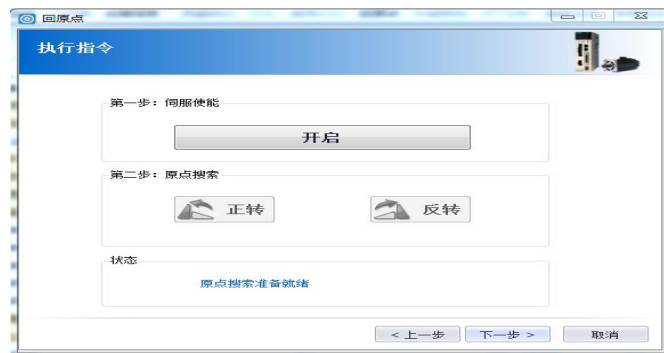 回原点
执行指令
第一步：伺服使能
开启
第二步：原点搜索
正转 反转
状态
原点搜索准备就绪
< 上一步 下一步 > 取消